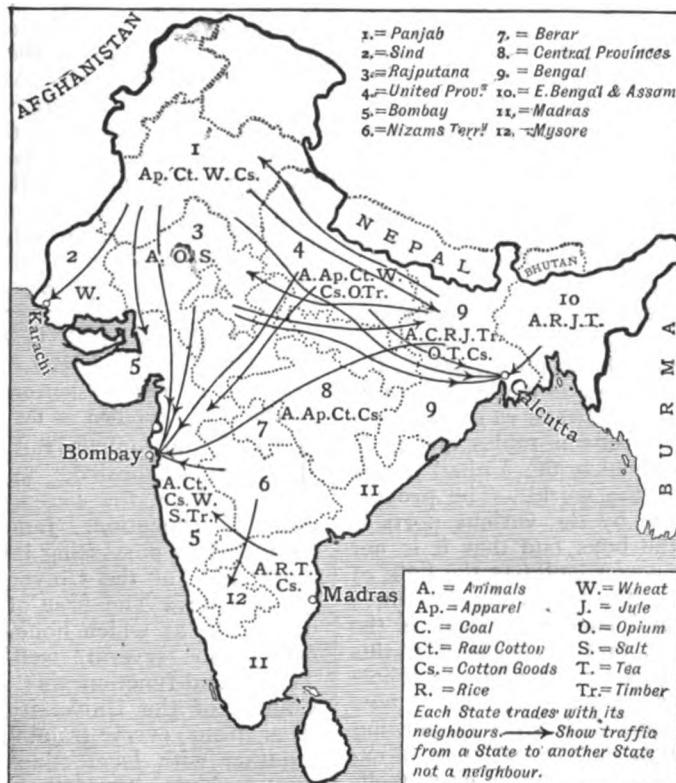 AFGHANISTAN
1.= Panjab
2.= Sind
3.= Rajputana
4.= United Prov.s
5.= Bombay
6.= Nizams Terr.y
7. = Berar
8. = Central Provinces
9. = Bengal
10.= E.Bengal & Assam
11.= Madras
12. = Mysore
1
Ap. Ct. W. Cs.
NEPAL
BHUTAN
2
W.
3
A. O. S.
4
A. Ap. Ct. W.
Cs. O. Tr.
9
A. C. R. J. Tr.
O. T. Cs.
10
A. R. J. T.
Karachi
5
Calcutta
BURMA
8
A. Ap. Ct. Cs.
9
7
Bombay
A. Ct.
Cs. W.
S. Tr.
5
6
11
A. R. T.
Cs.
12
Madras
11
A. = Animals
Ap. = Apparel
C. = Coal
Ct. = Raw Cotton
Cs. = Cotton Goods
R. = Rice
W. = Wheat
J. = Jute
O. = Opium
S. = Salt
T. = Tea
Tr. = Timber
Each State trades with its
neighbours. Show traffic
from a State to another State
not a neighbour.